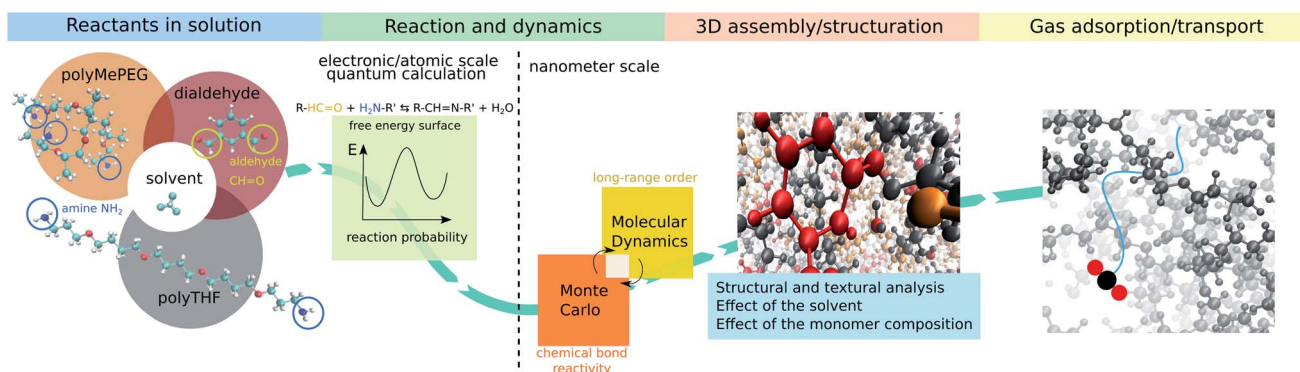 Reactants in solution
Reaction and dynamics
3D assembly/structuration
Gas adsorption/transport
polyMePEG
dialdehyde
aldehyde
CH=O
solvent
amine NH₂
polyTHF
electronic/atomic scale
quantum calculation
R-HC=O + H₂N-R' ⇆ R-CH=N-R' + H₂O
free energy surface
E
reaction probability
nanometer scale
long-range order
Molecular
Dynamics
Monte
Carlo
chemical bond
reactivity
Structural and textural analysis
Effect of the solvent
Effect of the monomer composition